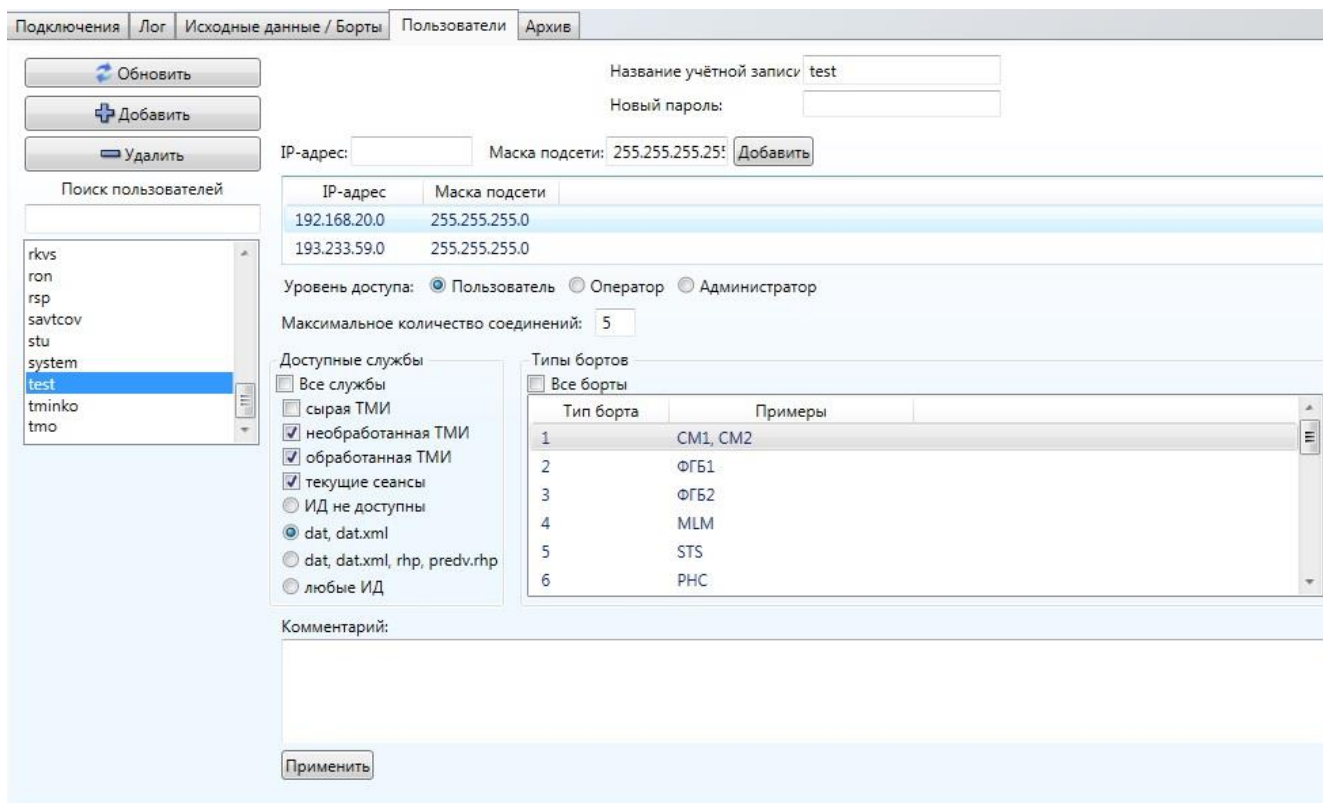 Подключения Лог Исходные данные / Борты Пользователи Архив
Обновить
Добавить
Удалить
Поиск пользователей
rkvs
ron
rsp
savtcov
stu
system
test
tminko
tmo
Название учётной записи test
Новый пароль:
IP-адрес: Маска подсети: 255.255.255.25 Добавить
IP-адрес Маска подсети
192.168.20.0 255.255.255.0
193.233.59.0 255.255.255.0
Уровень доступа: Пользователь Оператор Администратор
Максимальное количество соединений: 5
Доступные службы
Все службы
сырая ТМИ
необработанная ТМИ
обработанная ТМИ
текущие сеансы
ИД не доступны
dat, dat.xml
dat, dat.xml, rhp, predv.rhp
любые ИД
Типы бортов
Все борты
Тип борта Примеры
1 СМ1, СМ2
2 ФГБ1
3 ФГБ2
4 MLM
5 STS
6 РНС
Комментарий:
Применить